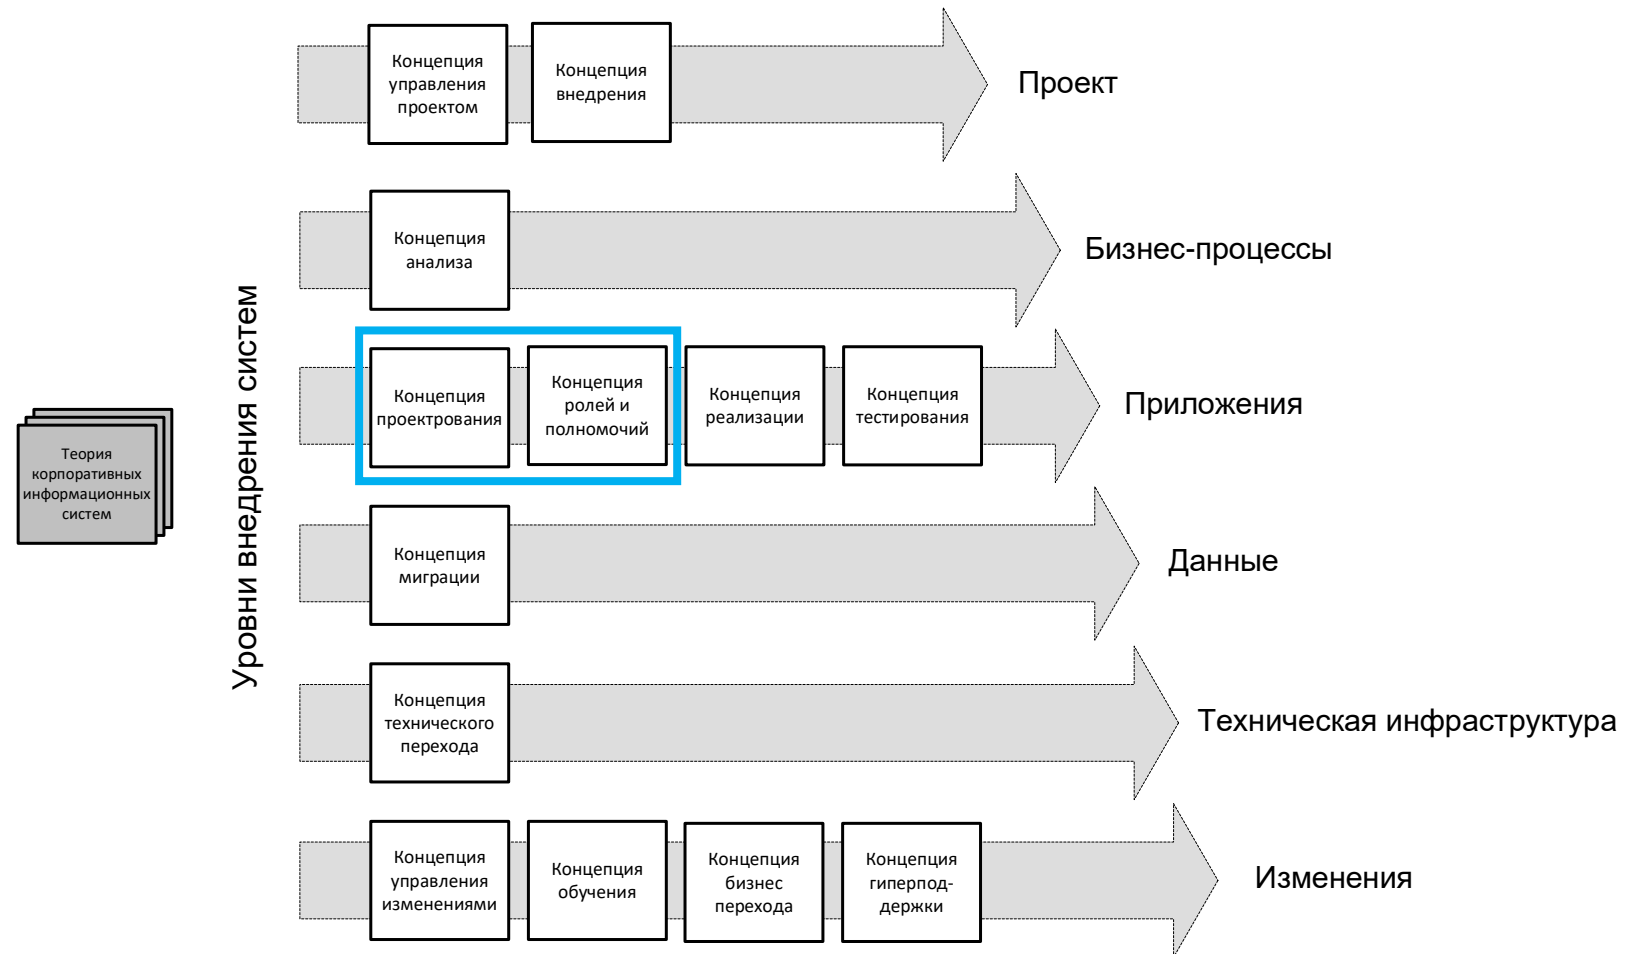 Концепция
управления
проектом
Концепция
внедрения
Проект
Концепция
анализа
Бизнес-процессы
Уровни внедрения систем
Теория
корпоративных
информационных
систем
Концепция
проектрования
Концепция
ролей и
полномочий
Концепция
реализации
Концепция
тестирования
Приложения
Концепция
миграции
Данные
Концепция
технического
перехода
Техническая инфраструктура
Концепция
управления
изменениями
Концепция
обучения
Концепция
бизнес
перехода
Концепция
гиперпод-
держки
Изменения